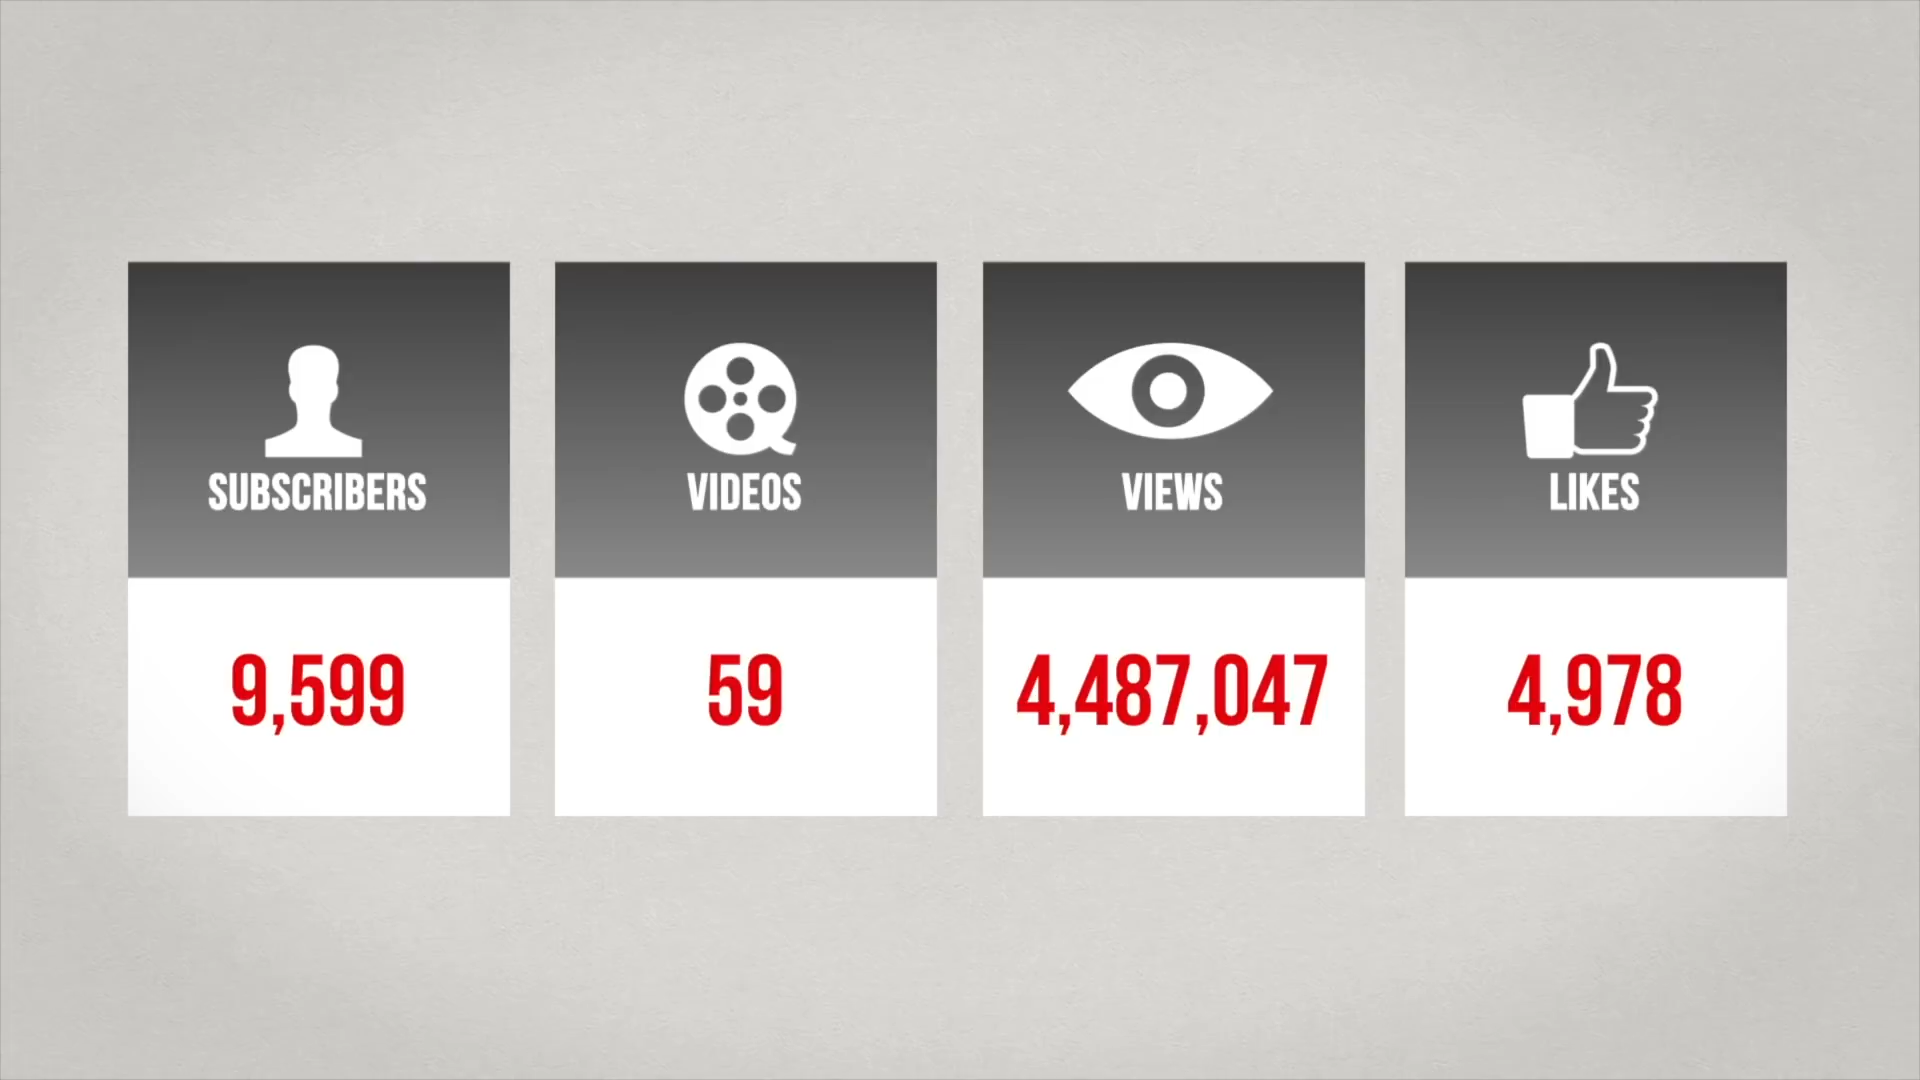 SUBSCRIBERS
VIDEOS
VIEWS
LIKES
9,599
59
4,487,047
4,978